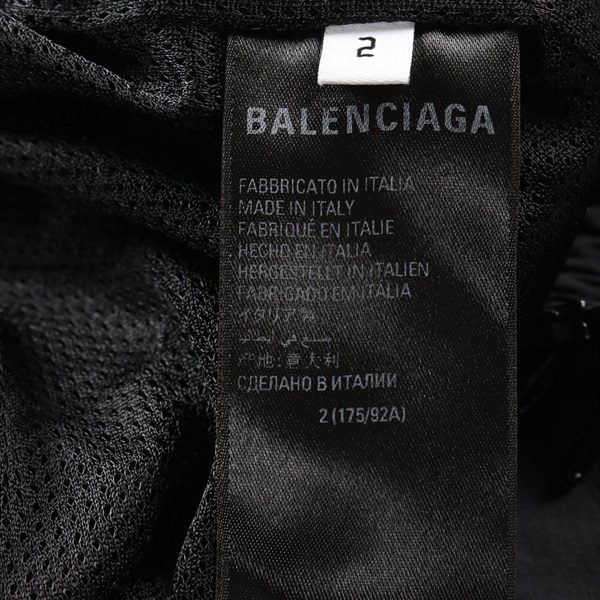 2
BALENCIAGA
FABBRICATO IN ITALIA
MADE IN ITALY
FABRIQUÉ EN ITALIE
HECHO EN ITALIA
HERGESTELLT IN ITALIEN
FABRICADO EM ITÁLIA
イタリア製
صنع في إيطاليا
产地:意大利
СДЕЛАНО В ИТАЛИИ
2 (175/92A)